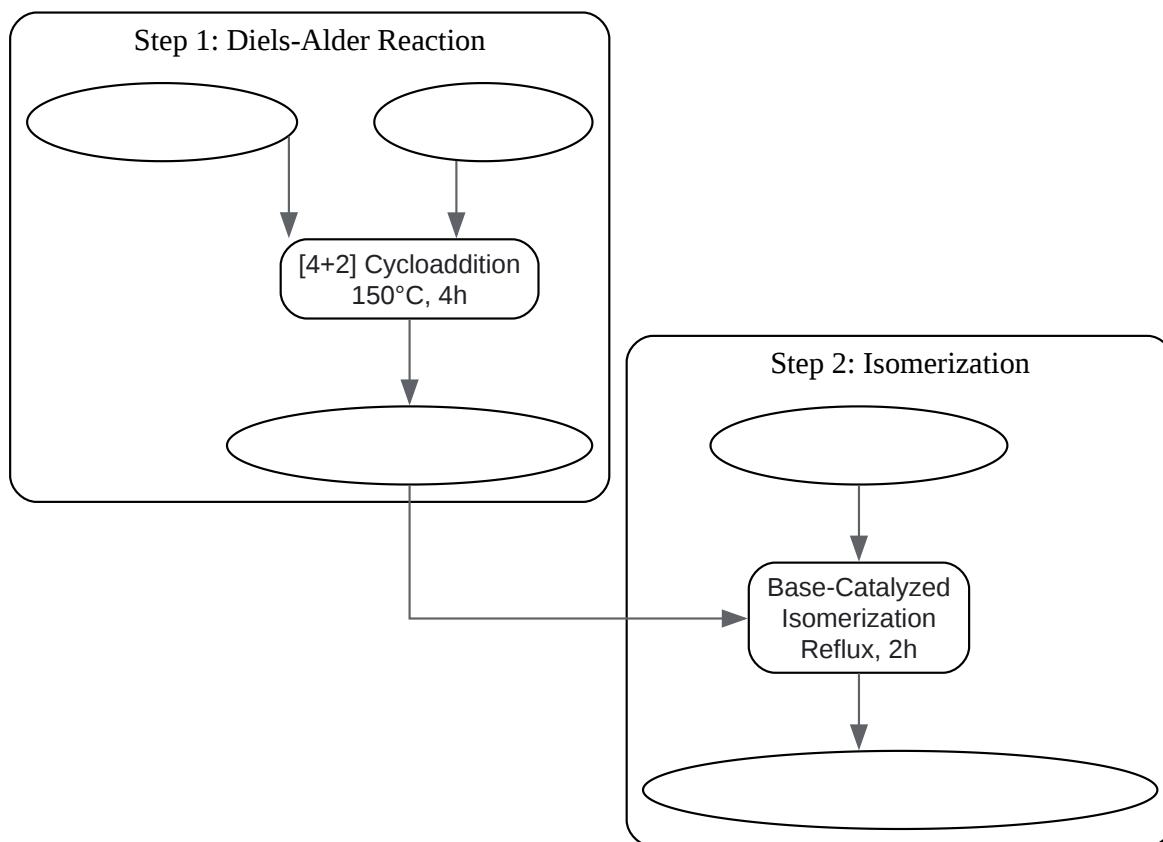 Step 1: Diels-Alder Reaction
[4+2] Cycloaddition
150°C, 4h
Step 2: Isomerization
Base-Catalyzed
Isomerization
Reflux, 2h